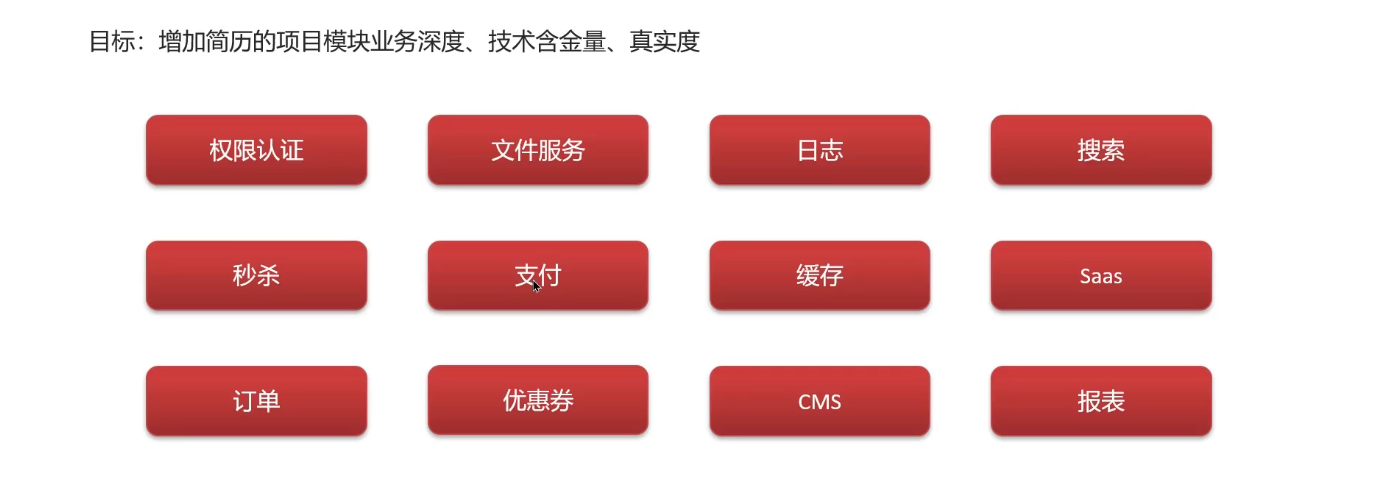 目标：增加简历的项目模块业务深度、技术含金量、真实度
权限认证
文件服务
日志
搜索
秒杀
支付
缓存
Saas
订单
优惠券
CMS
报表